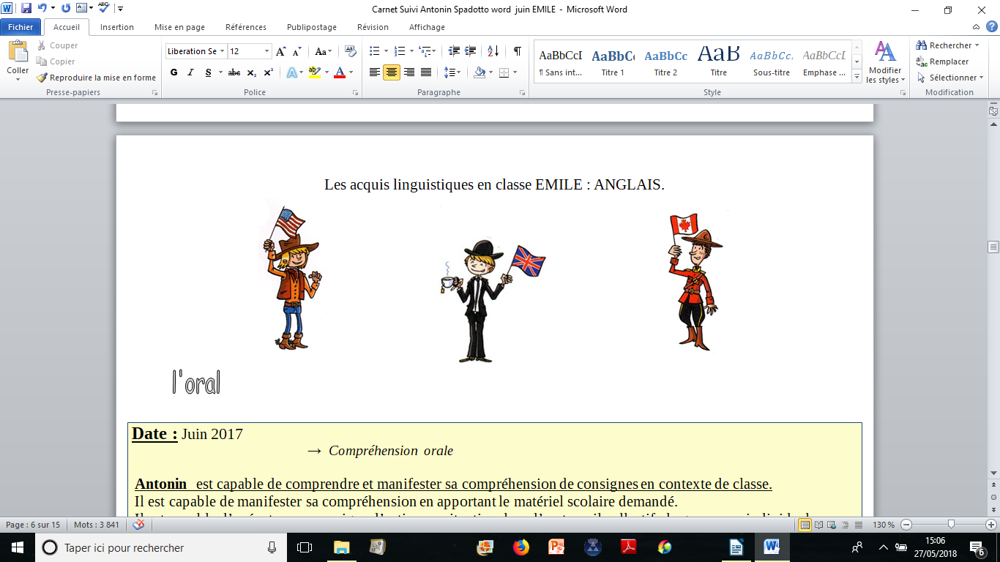 Carnet Suivi Antonin Spadotto word  juin EMILE  -  Microsoft Word
Fichier Accueil Insertion Mise en page Références Publipostage Révision Affichage
Coller
Couper
Copier
Reproduire la mise en forme
Presse-papiers
Liberation Se 12
G I S abc x₂ x²
Police
Paragraphe
AaBbCcI AaBbCc AaBbCc AaB AaBbCc. AaBbCcL
¶ Sans int... Titre 1 Titre 2 Titre Sous-titre Emphase ...
Style
Modifier les styles
Rechercher
Remplacer
Sélectionner
Modification
Les acquis linguistiques en classe EMILE : ANGLAIS.
l'oral
Date : Juin 2017
→ Compréhension orale
Antonin est capable de comprendre et manifester sa compréhension de consignes en contexte de classe.
Il est capable de manifester sa compréhension en apportant le matériel scolaire demandé.
Page : 6 sur 15 Mots : 3 841 130 %
Taper ici pour rechercher
15:06
27/05/2018
6